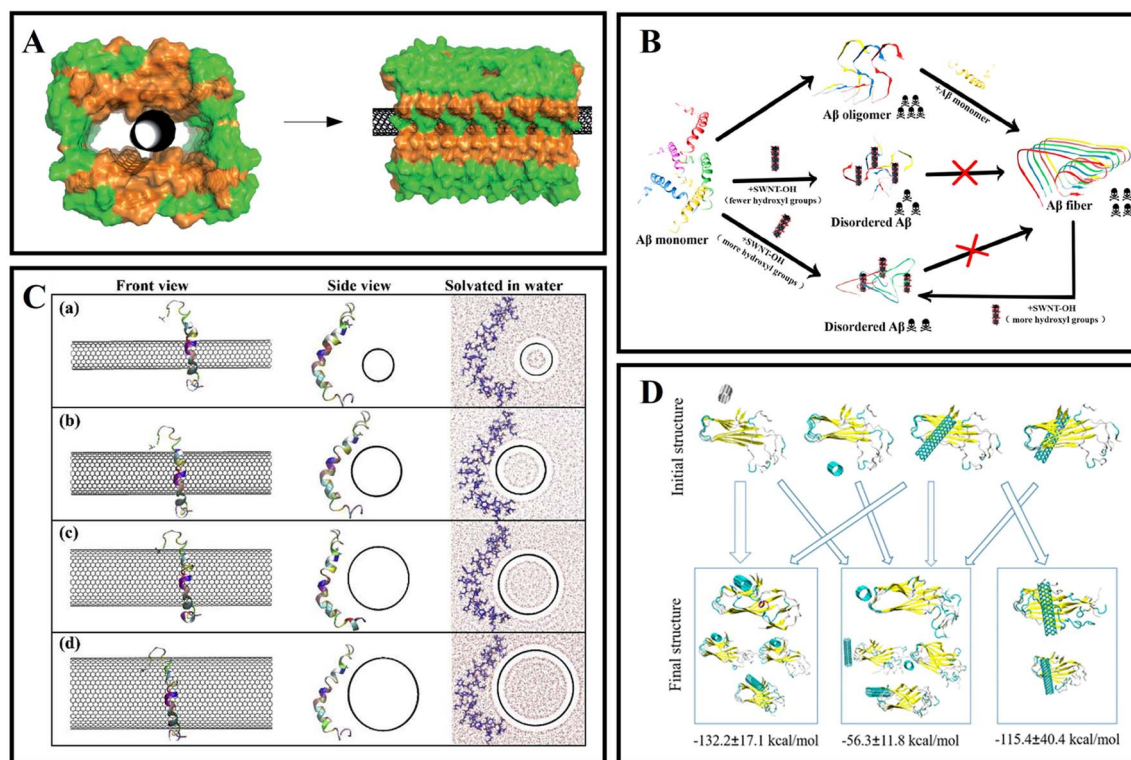 A
B
Aβ oligomer
+Aβ monomer
+SWNT-OH
(fewer hydroxyl groups)
Disordered Aβ
Aβ fiber
Aβ monomer
+SWNT-OH
( more hydroxyl groups )
Disordered Aβ
+SWNT-OH
( more hydroxyl groups )
C
Front view Side view Solvated in water
(a)
(b)
(c)
(d)
D
Initial structure
Final structure
-132.2±17.1 kcal/mol -56.3±11.8 kcal/mol -115.4±40.4 kcal/mol